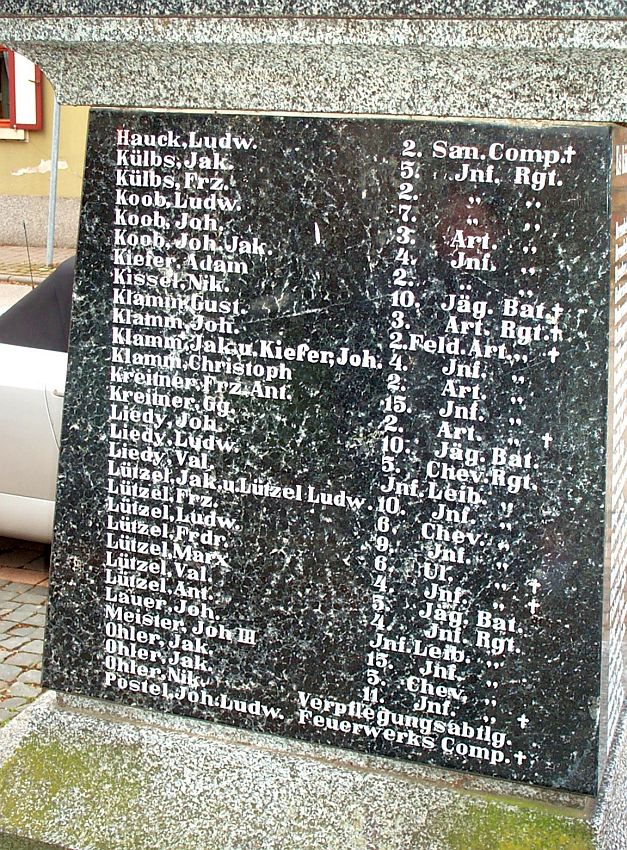 Hauck, Ludw. 2. San. Comp. †
Külbs, Jak. 5. Jnf. Rgt.
Külbs, Frz. 2. „ „
Koob, Ludw. 7. „ „
Koob, Joh. 3. Art. „
Koob, Joh. Jak. 4. Jnf. „
Kiefer, Adam 2. „ „
Kissel, Nik. 10. Jäg. Bat. †
Klamm, Gust. 3. Art. Rgt. †
Klamm, Joh. 2. Feld. Art. „ †
Klamm, Jak. u. Kiefer, Joh. 4. Jnf. „
Klamm, Christoph 2. Art. „
Kreitner, Frz. Ant. 15. Jnf. „
Kreitner, Gg. 2. Art. „ †
Liedy, Joh. 10. Jäg. Bat.
Liedy, Ludw. 5. Chev. Rgt.
Liedy, Val. Jnf. Leib. „
Lützel, Jak. u. Lützel Ludw. 10. Jnf. „
Lützel, Frz. 6. Chev. „
Lützel, Ludw. 9. Jnf. „
Lützel, Frdr. 6. Ul. „ †
Lützel, Marx 4. Jnf. „ †
Lützel, Val. 5. Jäg. Bat.
Lützel, Ant. 4. Jnf. Rgt.
Lauer, Joh. Jnf. Leib. „
Meister, Joh III 15. Jnf. „
Ohler, Jak. 5. Chev. „
Ohler, Jak. 11. Jnf. „ †
Ohler, Nik. Verpflegungsabtlg.
Postel, Joh. Ludw. Feuerwerks Comp. †